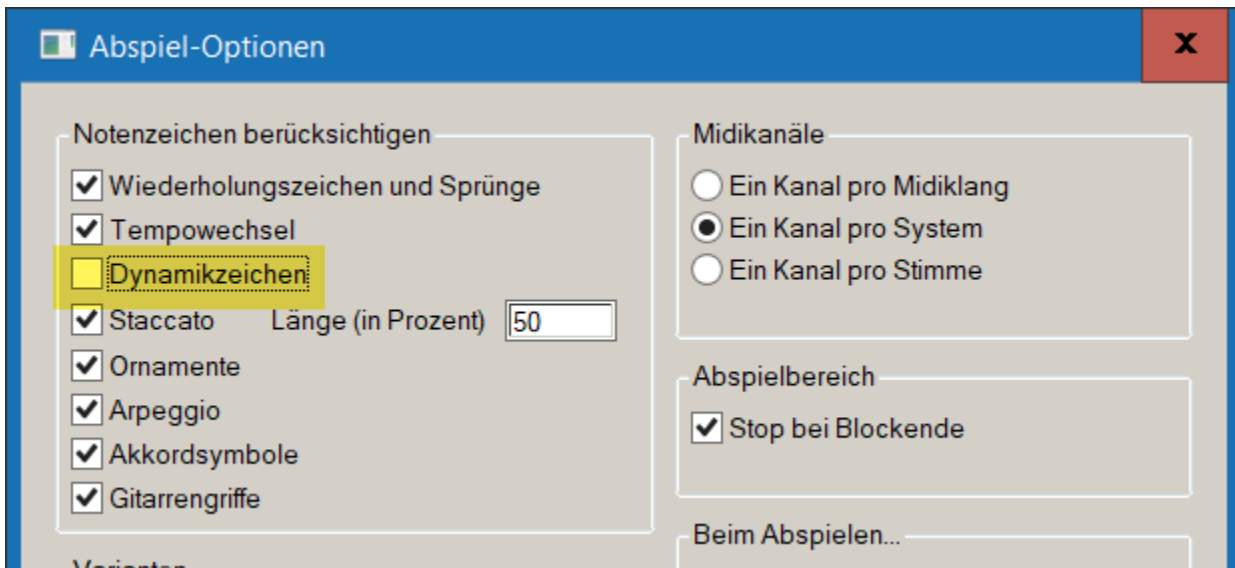 Abspiel-Optionen
x
Notenzeichen berücksichtigen
Wiederholungszeichen und Sprünge
Tempowechsel
Dynamikzeichen
Staccato Länge (in Prozent) 50
Ornamente
Arpeggio
Akkordsymbole
Gitarrengriffe
Midikanäle
Ein Kanal pro Midiklang
Ein Kanal pro System
Ein Kanal pro Stimme
Abspielbereich
Stop bei Blockende
Beim Abspielen...
Varianten